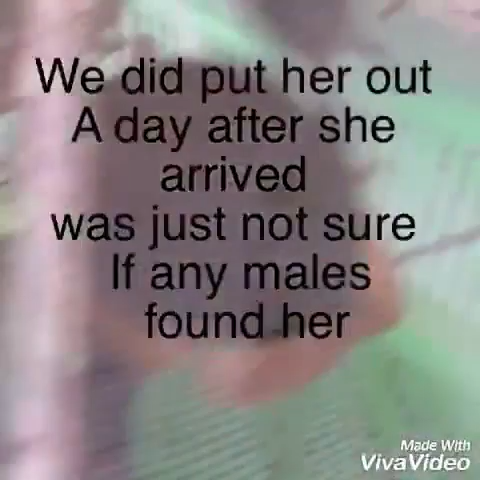 We did put her out
A day after she
arrived
was just not sure
If any males
found her
Made With
VivaVideo